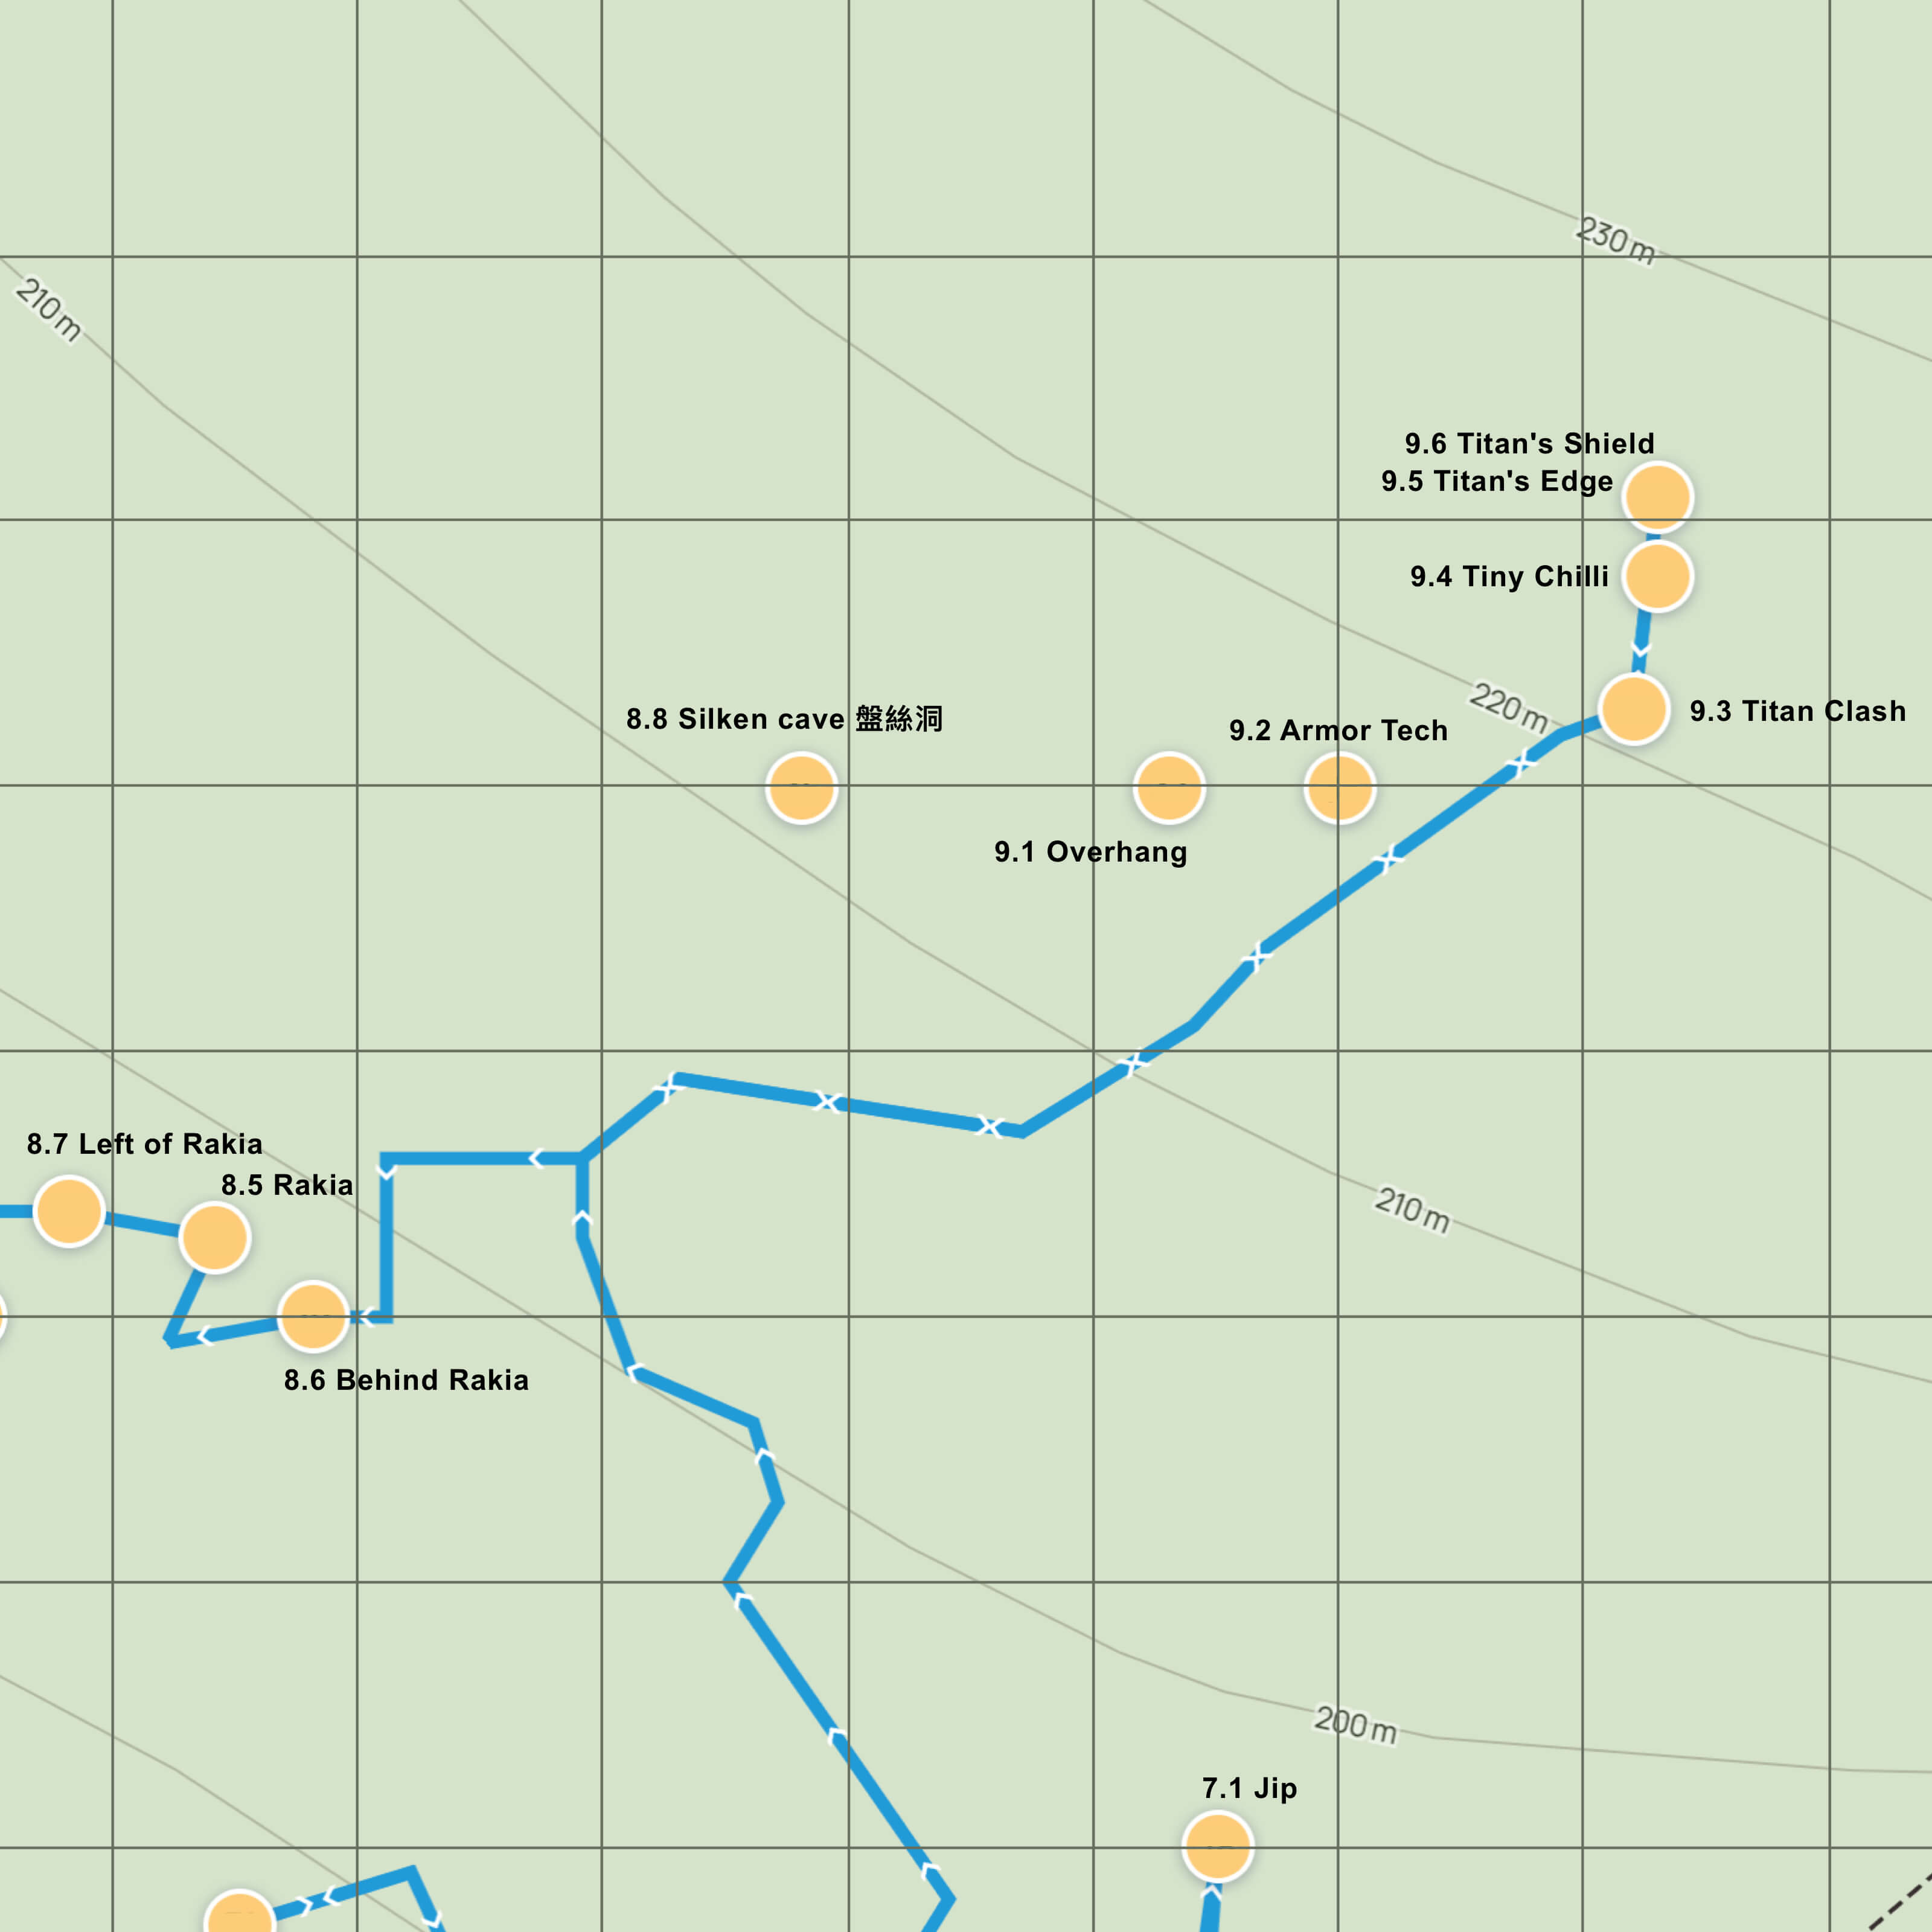 230 m
210 m
9.6 Titan's Shield
9.5 Titan's Edge
9.4 Tiny Chilli
220 m
9.3 Titan Clash
8.8 Silken cave 盤絲洞
9.2 Armor Tech
9.1 Overhang
8.7 Left of Rakia
8.5 Rakia
210 m
8.6 Behind Rakia
200 m
7.1 Jip